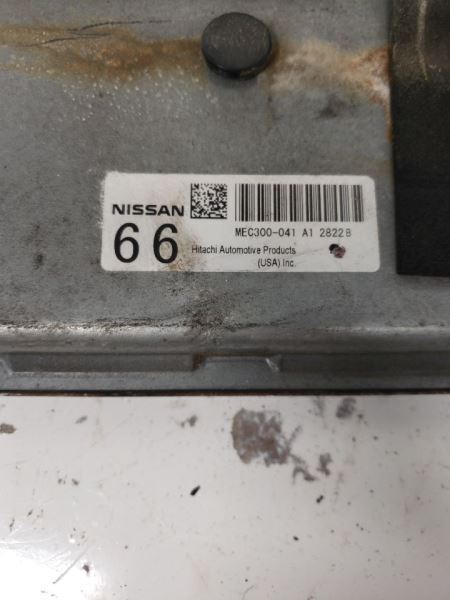 NISSAN
66
MEC300-041 A1 2822B
Hitachi Automotive Products
(USA) Inc.